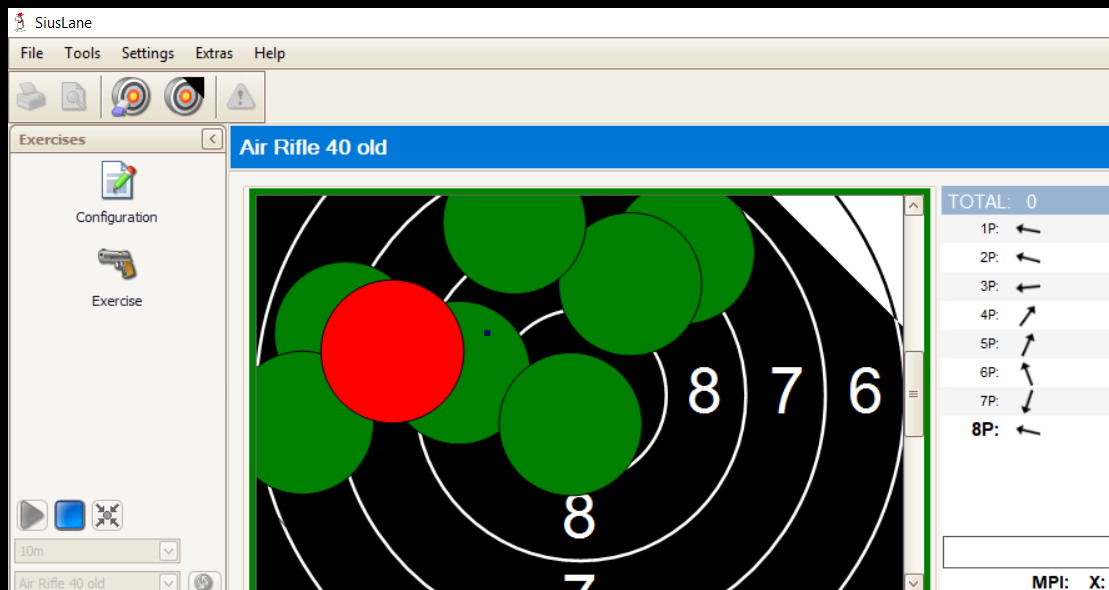 SiusLane
File Tools Settings Extras Help
Exercises
Air Rifle 40 old
Configuration
Exercise
TOTAL: 0
1P:
2P:
3P:
4P:
5P:
6P:
7P:
8P:
8 7 6
8
7
10m
Air Rifle 40 old
MPI: X: